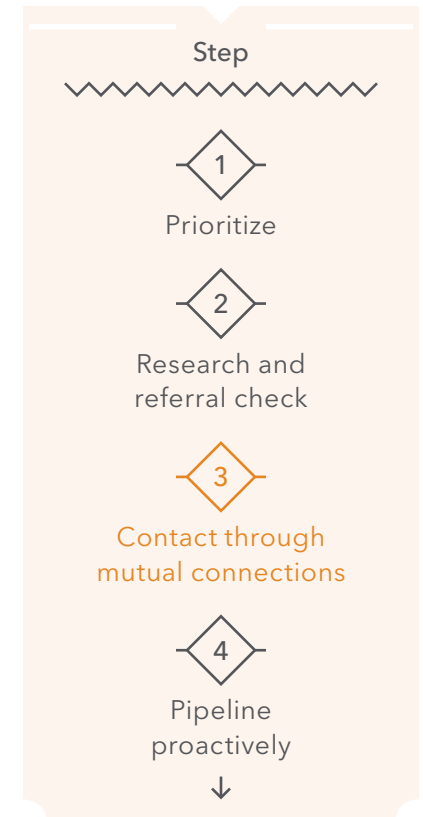 Step
1
Prioritize
2
Research and
referral check
3
Contact through
mutual connections
4
Pipeline
proactively